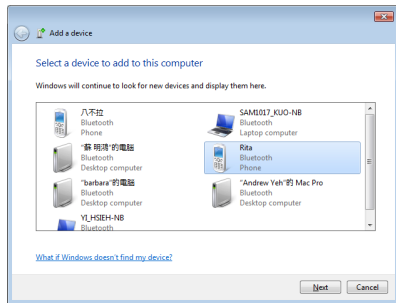 Add a device
Select a device to add to this computer
Windows will continue to look for new devices and display them here.
八不拉
Bluetooth
Phone
SAM1017_KUO-NB
Bluetooth
Laptop computer
"蘇 明鴻"的電腦
Bluetooth
Desktop computer
Rita
Bluetooth
Phone
"barbara"的電腦
Bluetooth
Desktop computer
"Andrew Yeh"的 Mac Pro
Bluetooth
Desktop computer
YJ_HSIEH-NB
Bluetooth
What if Windows doesn't find my device?
Next
Cancel